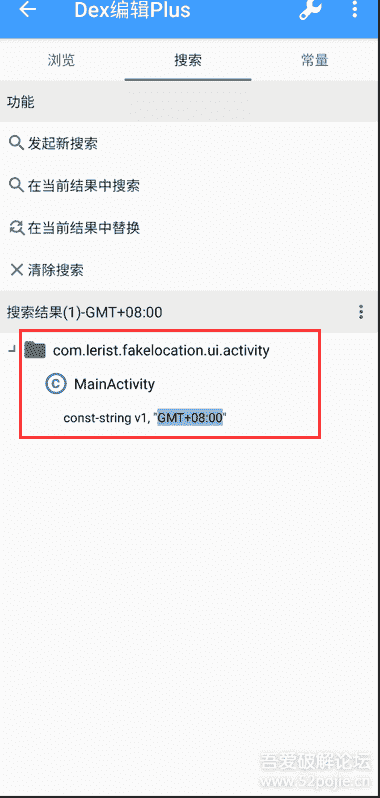 Dex编辑Plus
浏览 搜索 常量
功能
发起新搜索
在当前结果中搜索
在当前结果中替换
清除搜索
搜索结果(1)-GMT+08:00
com.lerist.fakelocation.ui.activity
C MainActivity
const-string v1, "GMT+08:00"
吾爱破解论坛
www.52pojie.cn